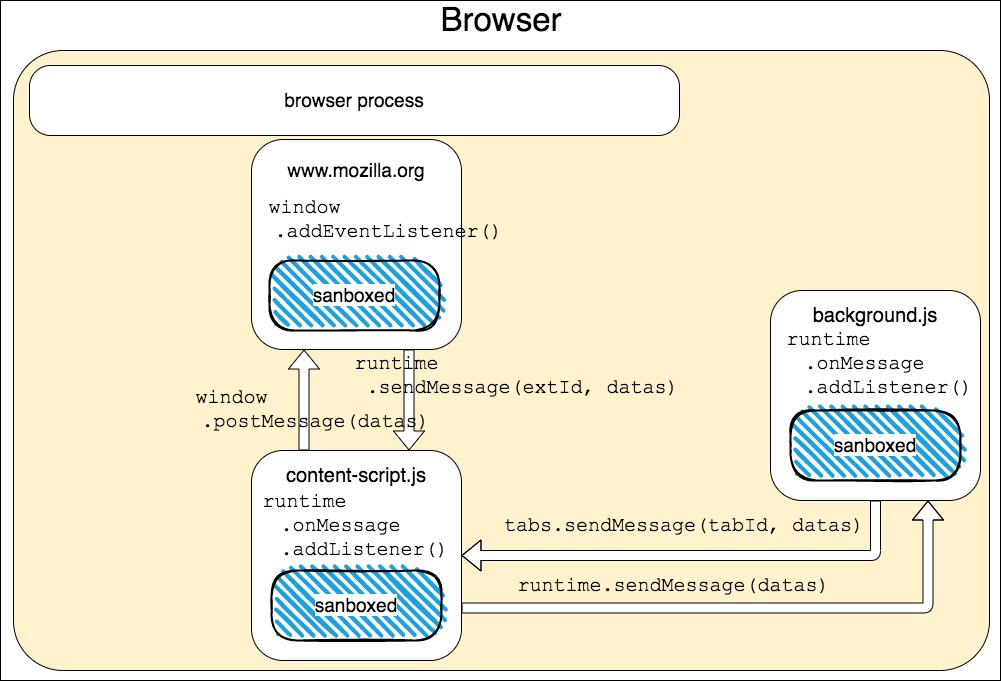 Browser
browser process
www.mozilla.org
window
.addEventListener()
sanboxed
background.js
runtime
.onMessage
.addListener()
sanboxed
runtime
.sendMessage(extId, datas)
window
.postMessage(datas)
content-script.js
runtime
.onMessage
.addListener()
sanboxed
tabs.sendMessage(tabId, datas)
runtime.sendMessage(datas)